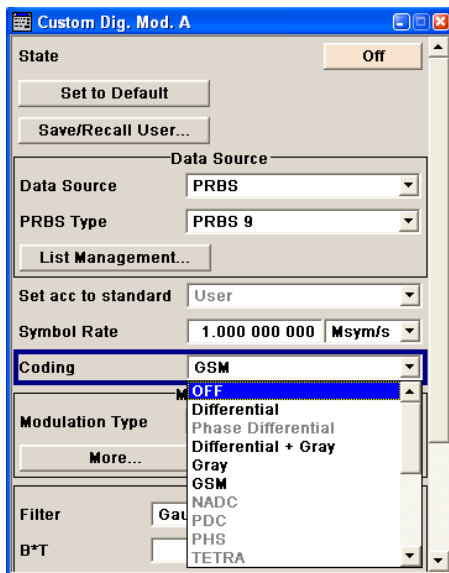 Custom Dig. Mod. A
State
Off
Set to Default
Save/Recall User...
Data Source
Data Source
PRBS
PRBS Type
PRBS 9
List Management...
Set acc to standard
User
Symbol Rate
1.000 000 000
Msym/s
Coding
GSM
OFF
Differential
Phase Differential
Differential + Gray
Gray
GSM
NADC
PDC
PHS
TETRA
M
Modulation Type
More...
Filter
Gau
B*T